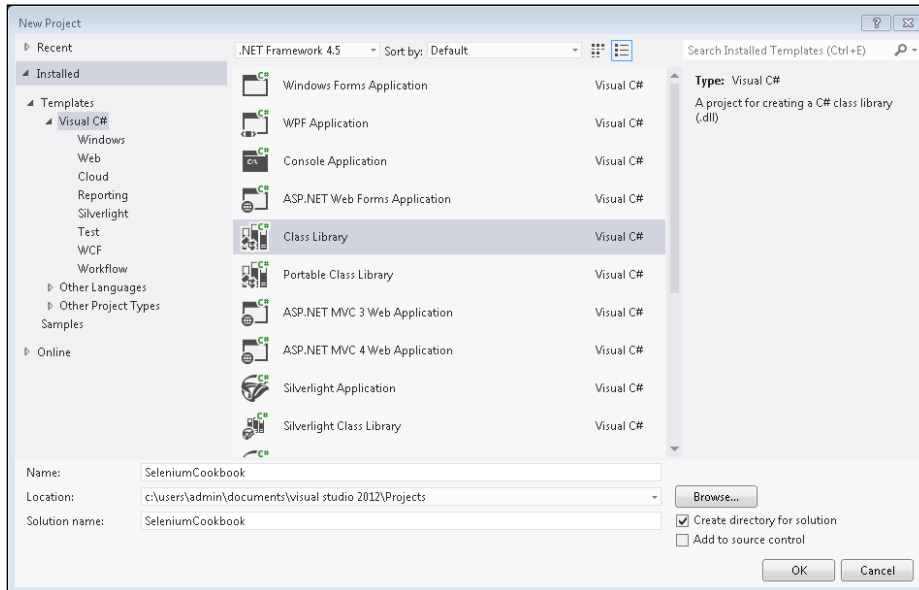 New Project
Recent
Installed
Templates
Visual C#
Windows
Web
Cloud
Reporting
Silverlight
Test
WCF
Workflow
Other Languages
Other Project Types
Samples
Online
.NET Framework 4.5
Sort by: Default
Windows Forms Application Visual C#
WPF Application Visual C#
Console Application Visual C#
ASP.NET Web Forms Application Visual C#
Class Library Visual C#
Portable Class Library Visual C#
ASP.NET MVC 3 Web Application Visual C#
ASP.NET MVC 4 Web Application Visual C#
Silverlight Application Visual C#
Silverlight Class Library Visual C#
Search Installed Templates (Ctrl+E)
Type: Visual C#
A project for creating a C# class library
(.dll)
Name: SeleniumCookbook
Location: c:\users\admin\documents\visual studio 2012\Projects
Browse...
Solution name: SeleniumCookbook
Create directory for solution
Add to source control
OK Cancel